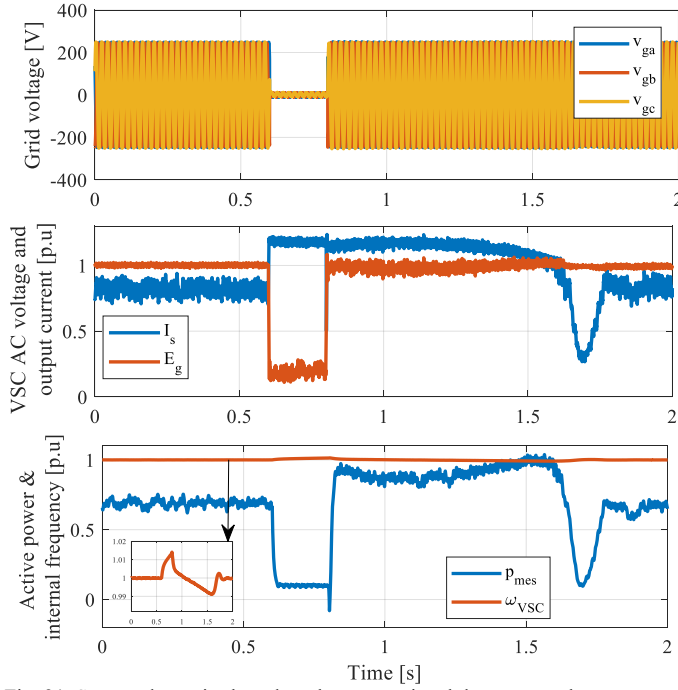 400
200
0
-200
-400
Grid voltage [V]
v_ga
v_gb
v_gc
0 0.5 1 1.5 2
1
0.5
0
VSC AC voltage and
output current [p.u]
I_s
E_g
0 0.5 1 1.5 2
1
0.5
0
Active power &
internal frequency [p.u]
1.02
1.01
1
0.99
0 0.5 1 1.5 2
p_mes
ω_VSC
0 0.5 1 1.5 2
Time [s]